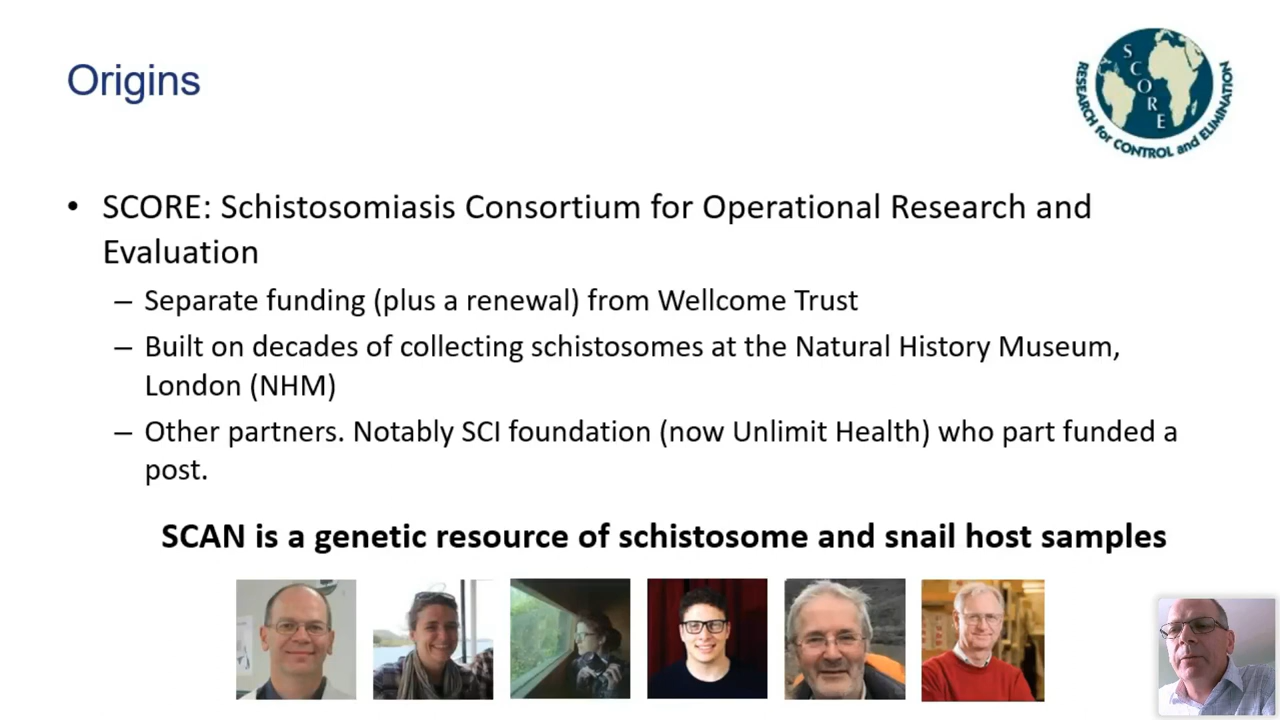 Origins
SCORE
RESEARCH for CONTROL and ELIMINATION
• SCORE: Schistosomiasis Consortium for Operational Research and
Evaluation
– Separate funding (plus a renewal) from Wellcome Trust
– Built on decades of collecting schistosomes at the Natural History Museum,
London (NHM)
– Other partners. Notably SCI foundation (now Unlimit Health) who part funded a
post.
SCAN is a genetic resource of schistosome and snail host samples